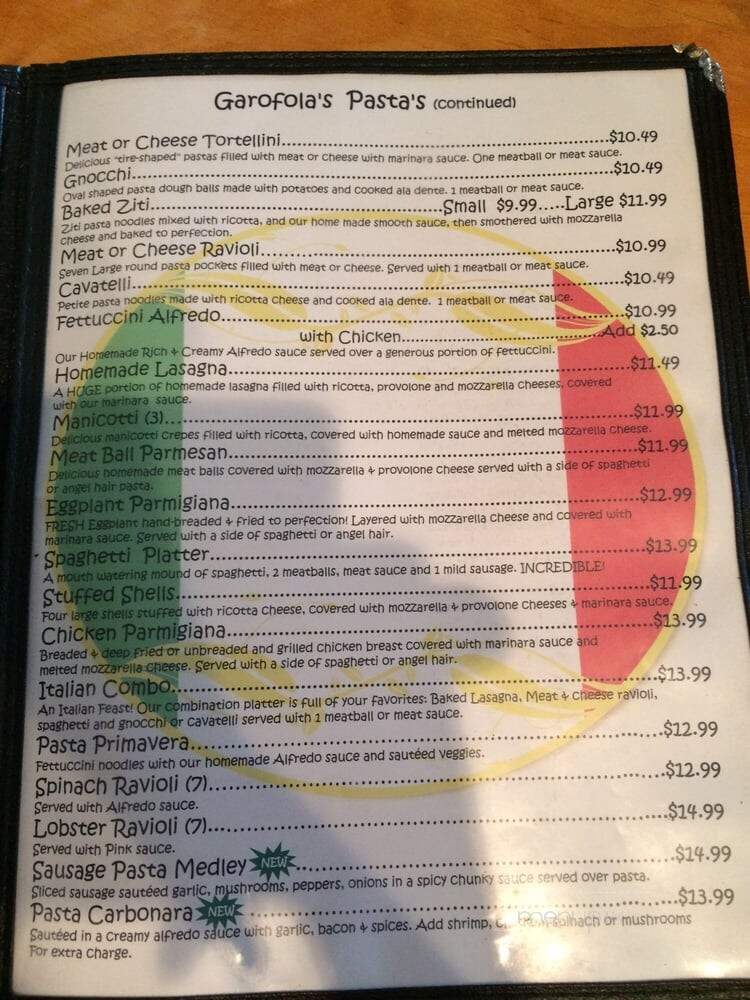 Garofola's Pasta's (continued)
Meat or Cheese Tortellini.....$10.49
Delicious "tire-shaped" pastas filled with meat or cheese with marinara sauce. One meatball or meat sauce.
Gnocchi.....$10.49
Oval shaped pasta dough balls made with potatoes and cooked ala dente. 1 meatball or meat sauce.
Baked Ziti.....Small $9.99.....Large $11.99
Ziti pasta noodles mixed with ricotta, and our home made smooth sauce, then smothered with mozzarella
cheese and baked to perfection.
Meat or Cheese Ravioli.....$10.99
Seven Large round pasta pockets filled with meat or cheese. Served with 1 meatball or meat sauce.
Cavatelli.....$10.49
Petite pasta noodles made with ricotta cheese and cooked ala dente. 1 meatball or meat sauce.
Fettuccini Alfredo.....$10.99
with Chicken.....Add $2.50
Our Homemade Rich & Creamy Alfredo sauce served over a generous portion of fettuccini.
Homemade Lasagna.....$11.49
A HUGE portion of homemade lasagna filled with ricotta, provolone and mozzarella cheeses, covered
with our marinara sauce.
Manicotti (3).....$11.99
Delicious manicotti crepes filled with ricotta, covered with homemade sauce and melted mozzarella cheese.
Meat Ball Parmesan.....$11.99
Delicious homemade meat balls covered with mozzarella & provolone cheese served with a side of spaghetti
or angel hair pasta.
Eggplant Parmigiana.....$12.99
FRESH Eggplant hand-breaded & fried to perfection! Layered with mozzarella cheese and covered with
marinara sauce. Served with a side of spaghetti or angel hair.
Spaghetti Platter.....$13.99
A mouth watering mound of spaghetti, 2 meatballs, meat sauce and 1 mild sausage. INCREDIBLE!
Stuffed Shells.....$11.99
Four large shells stuffed with ricotta cheese, covered with mozzarella & provolone cheeses & marinara sauce.
Chicken Parmigiana.....$13.99
Breaded & deep fried or unbreaded and grilled chicken breast covered with marinara sauce and
melted mozzarella cheese. Served with a side of spaghetti or angel hair.
Italian Combo.....$13.99
An Italian Feast! Our combination platter is full of your favorites: Baked Lasagna, Meat & cheese ravioli,
spaghetti and gnocchi or cavatelli served with 1 meatball or meat sauce.
Pasta Primavera.....$12.99
Fettuccini noodles with our homemade Alfredo sauce and sautéed veggies.
Spinach Ravioli (7).....$12.99
Served with Alfredo sauce.
Lobster Ravioli (7).....$14.99
Served with Pink sauce.
Sausage Pasta Medley NEW.....$14.99
Sliced sausage sautéed garlic, mushrooms, peppers, onions in a spicy chunky sauce served over pasta.
Pasta Carbonara NEW.....$13.99
Sautéed in a creamy alfredo sauce with garlic, bacon & spices. Add shrimp, spinach or mushrooms
For extra charge.